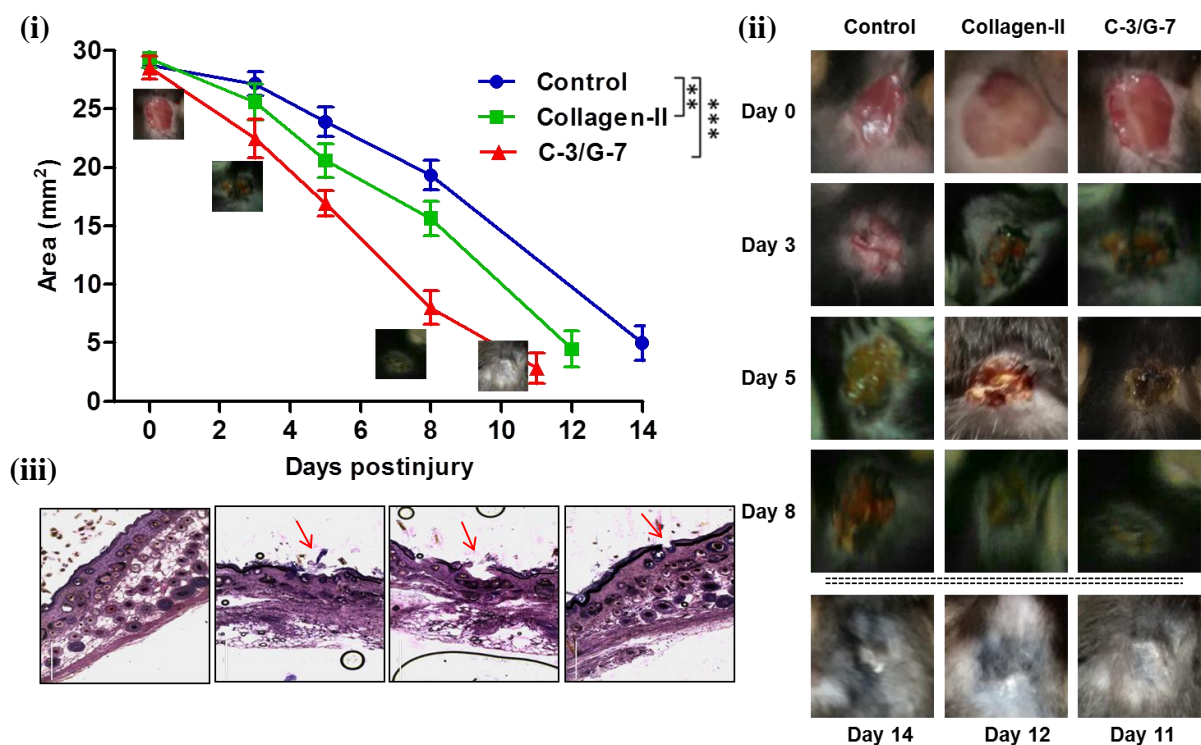 (i)
30
25
20
15
10
5
0
Area (mm²)
0 2 4 6 8 10 12 14
Days postinjury
Control
Collagen-II
C-3/G-7
**
***
(ii)
Control Collagen-II C-3/G-7
Day 0
Day 3
Day 5
Day 8
Day 14 Day 12 Day 11
(iii)